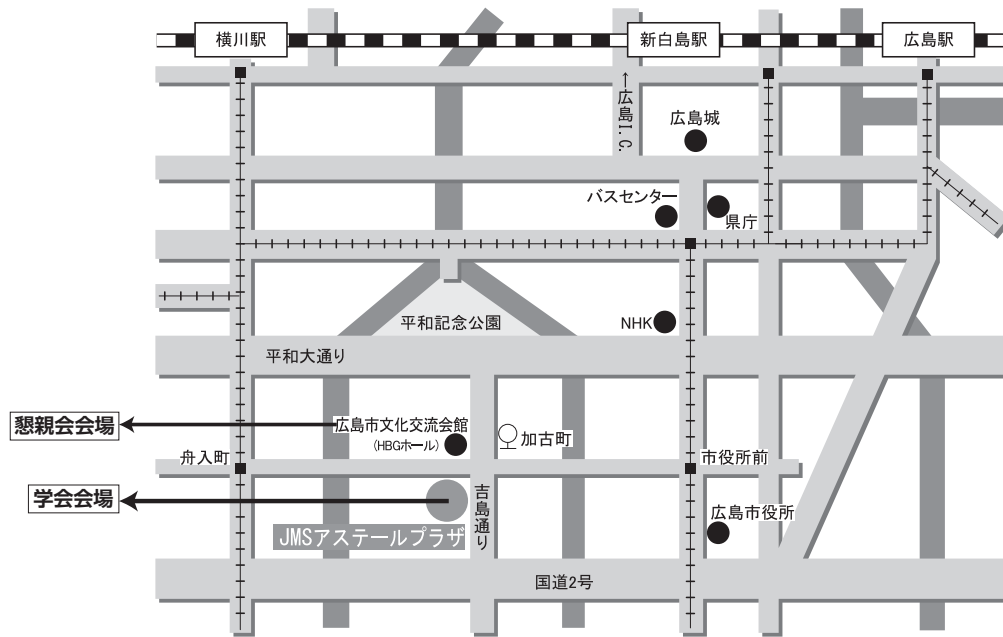 横川駅
新白島駅
広島駅
←広島I.C.
広島城
バスセンター
県庁
平和記念公園
NHK
平和大通り
懇親会会場
広島市文化交流会館
(HBGホール)
加古町
舟入町
市役所前
学会会場
JMSアステールプラザ
吉島通り
広島市役所
国道2号